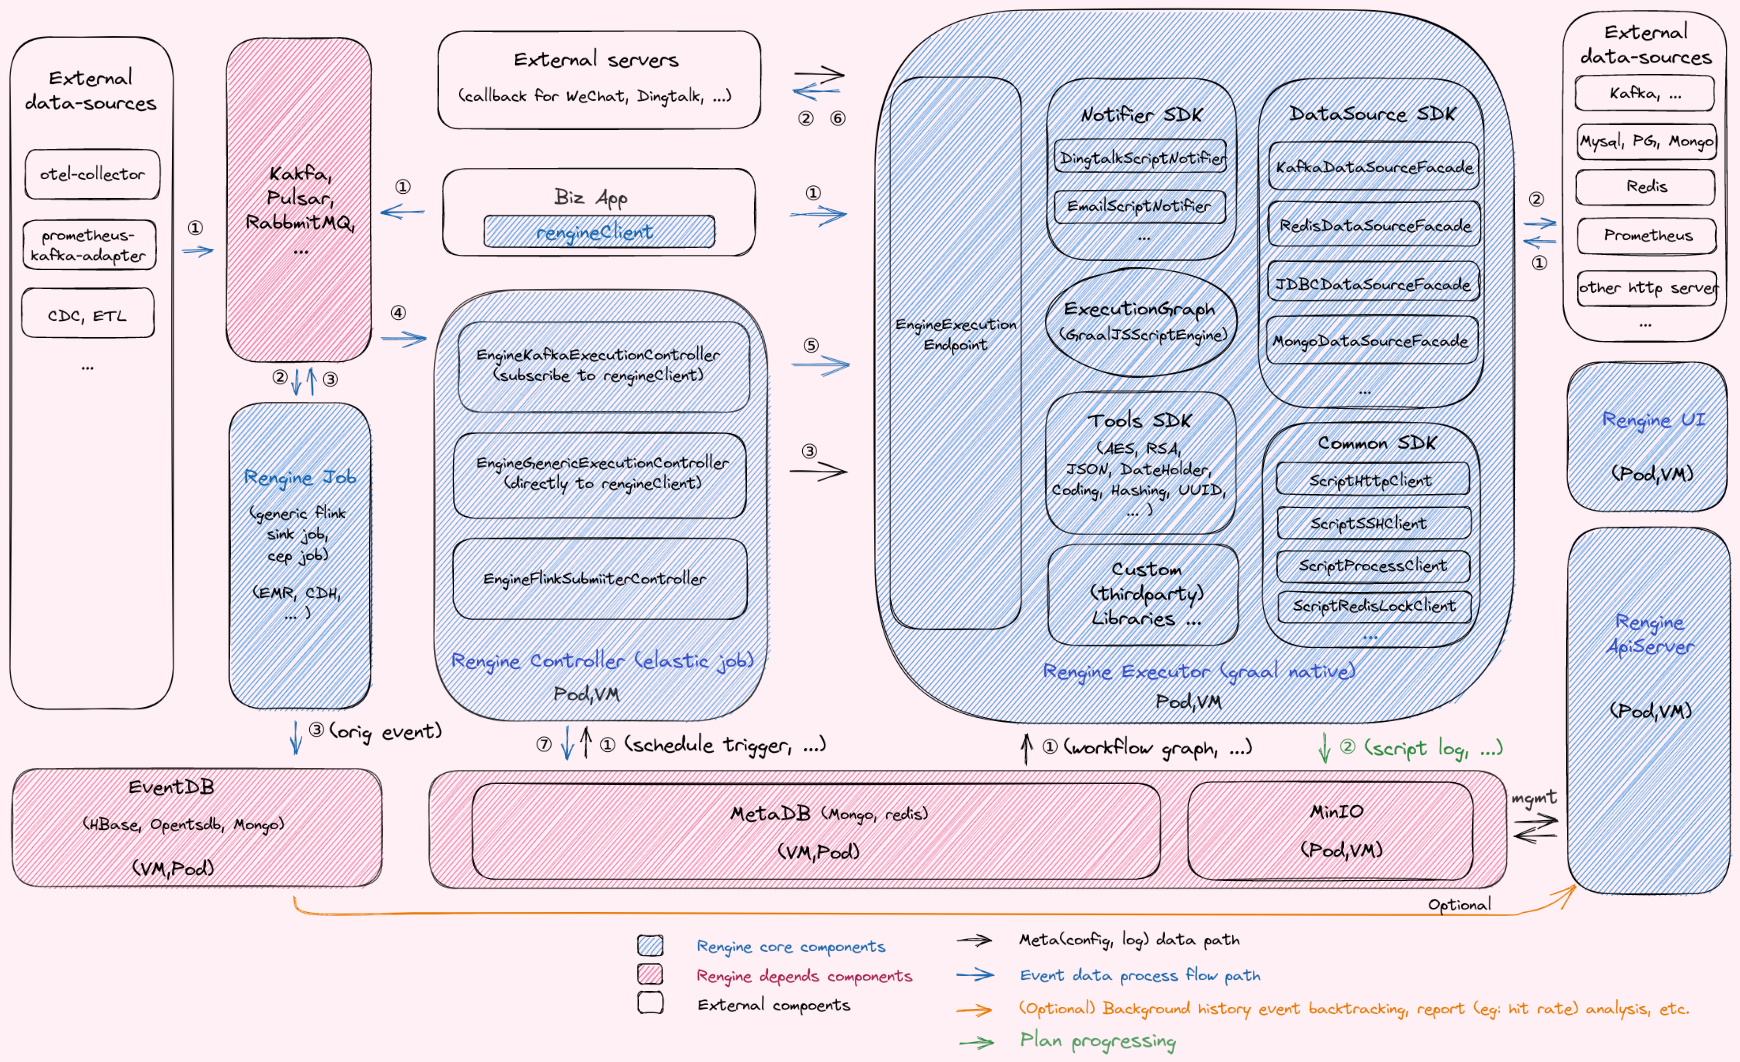 External
data-sources
otel-collector
prometheus-
kafka-adapter
CDC, ETL
...
①
Kakfa,
Pulsar,
RabbmitMQ,
...
② ③
Rengine Job
(generic flink
sink job,
cep job)
(EMR, CDH,
... )
③ (orig event)
EventDB
(HBase, Opentsdb, Mongo)
(VM,Pod)
External servers
(callback for WeChat, Dingtalk, ...)
② ⑥
①
Biz App
rengineClient
①
④
EngineKafkaExecutionController
(subscribe to rengineClient)
⑤
EngineGenericExecutionController
(directly to rengineClient)
③
EngineFlinkSubmiiterController
Rengine Controller (elastic job)
Pod,VM
⑦ ① (schedule trigger, ...)
EngineExecution
Endpoint
Notifier SDK
DingtalkScriptNotifier
EmailScriptNotifier
...
ExecutionGraph
(GraalJSScriptEngine)
Tools SDK
(AES, RSA,
JSON, DateHolder,
Coding, Hashing, UUID,
... )
Custom
(thirdparty)
Libraries ...
DataSource SDK
KafkaDataSourceFacade
RedisDataSourceFacade
JDBCDataSourceFacade
MongoDataSourceFacade
...
Common SDK
ScriptHttpClient
ScriptSSHClient
ScriptProcessClient
ScriptRedisLockClient
...
Rengine Executor (graal native)
Pod,VM
① (workflow graph, ...)
② (script log, ...)
MetaDB (Mongo, redis)
(VM,Pod)
MinIO
(Pod,VM)
mgmt
②
①
External
data-sources
Kafka, ...
Mysal, PG, Mongo
Redis
Prometheus
other http server
...
Rengine UI
(Pod,VM)
Rengine
ApiServer
(Pod,VM)
Optional
Rengine core components
Rengine depends components
External compoents
Meta(config, log) data path
Event data process flow path
(Optional) Background history event backtracking, report (eg: hit rate) analysis, etc.
Plan progressing